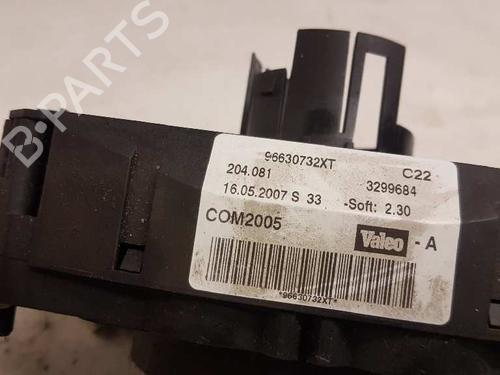 B-PARTS
96630732XT
C22
204.081
3299684
16.05.2007 S 33
-Soft: 2.30
COM2005
Valeo - A
*96630732XT*